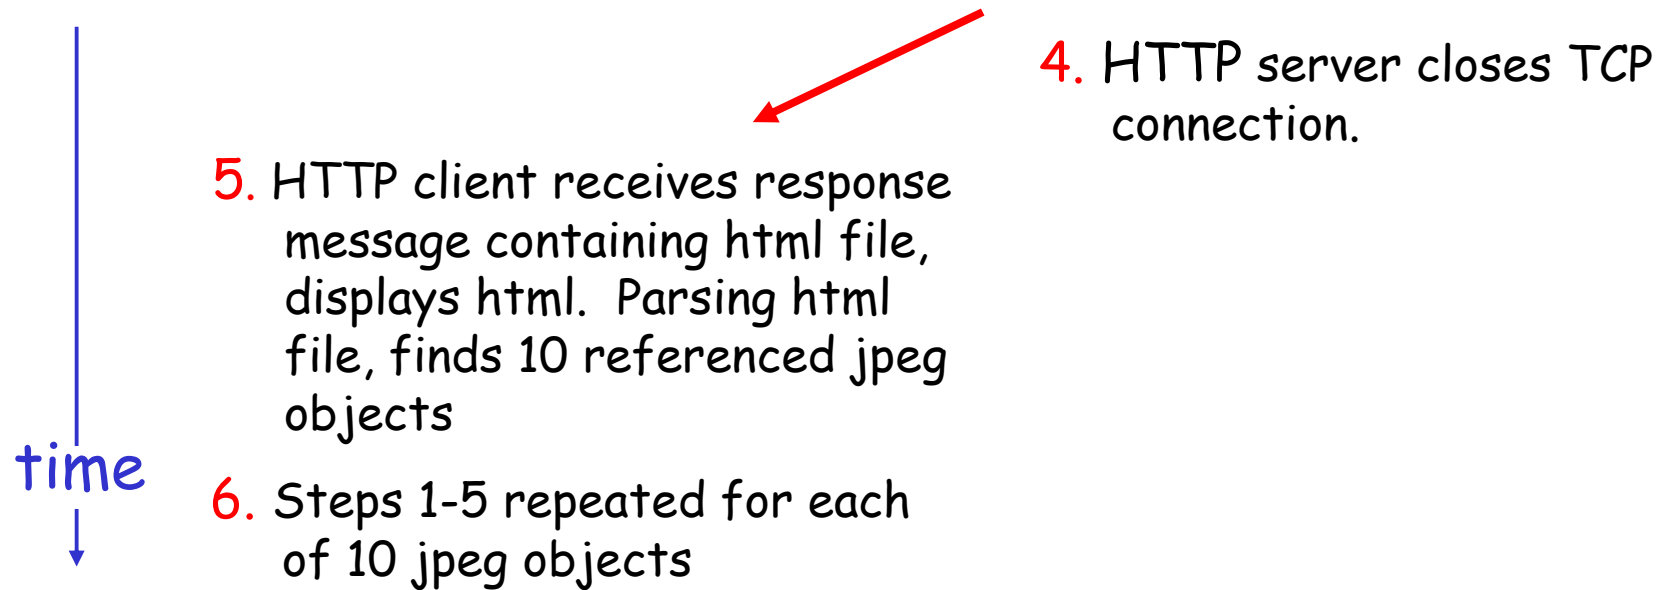 4. HTTP server closes TCP
connection.
5. HTTP client receives response
message containing html file,
displays html.  Parsing html
file, finds 10 referenced jpeg
objects
time
6. Steps 1-5 repeated for each
of 10 jpeg objects